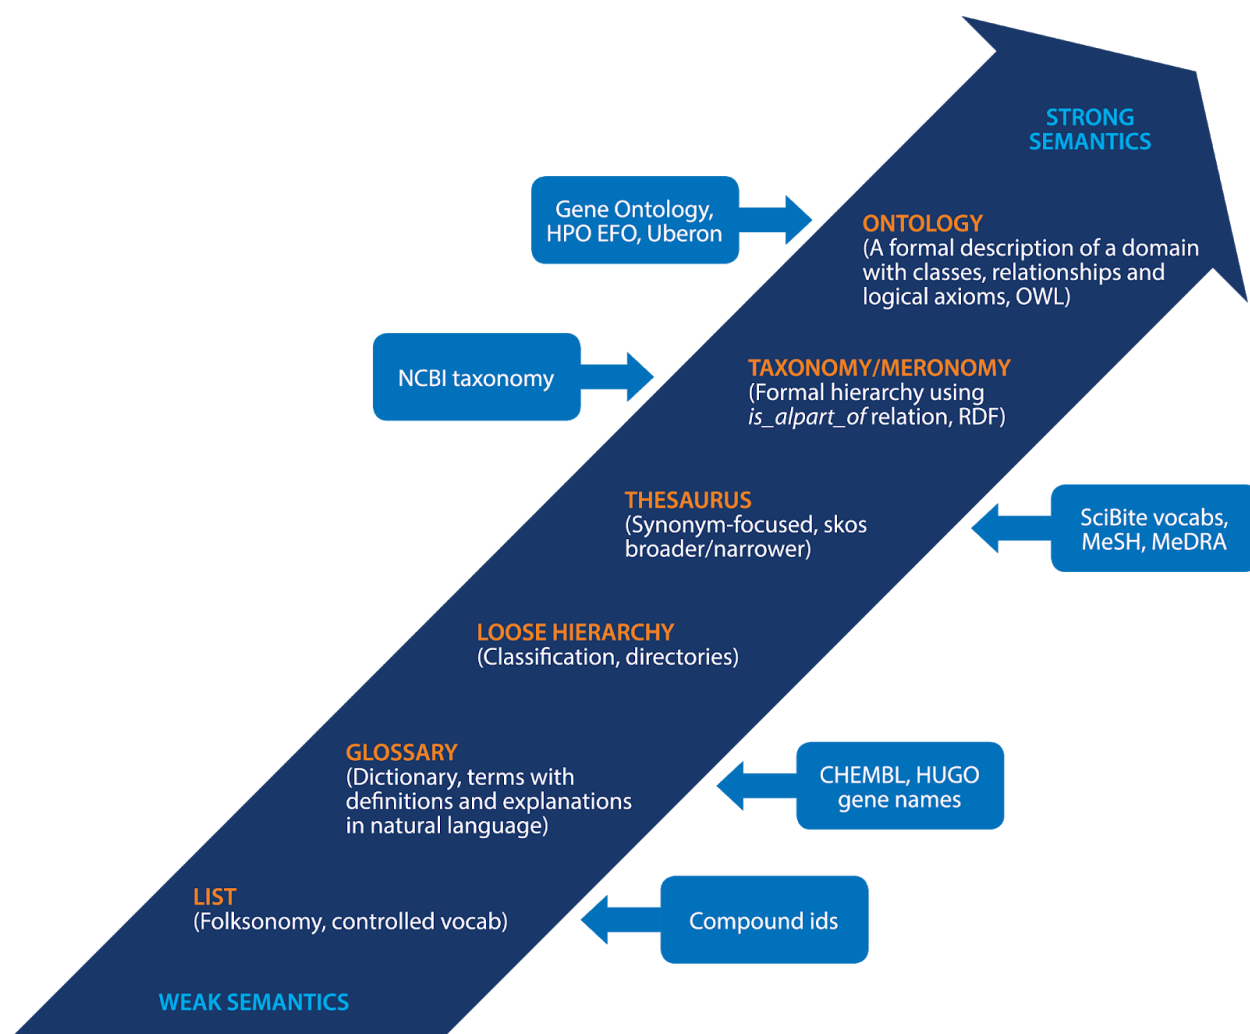 STRONG
SEMANTICS
Gene Ontology,
HPO EFO, Uberon
ONTOLOGY
(A formal description of a domain
with classes, relationships and
logical axioms, OWL)
NCBI taxonomy
TAXONOMY/MERONOMY
(Formal hierarchy using
is_alpart_of relation, RDF)
THESAURUS
(Synonym-focused, skos
broader/narrower)
SciBite vocabs,
MeSH, MeDRA
LOOSE HIERARCHY
(Classification, directories)
GLOSSARY
(Dictionary, terms with
definitions and explanations
in natural language)
CHEMBL, HUGO
gene names
LIST
(Folksonomy, controlled vocab)
Compound ids
WEAK SEMANTICS